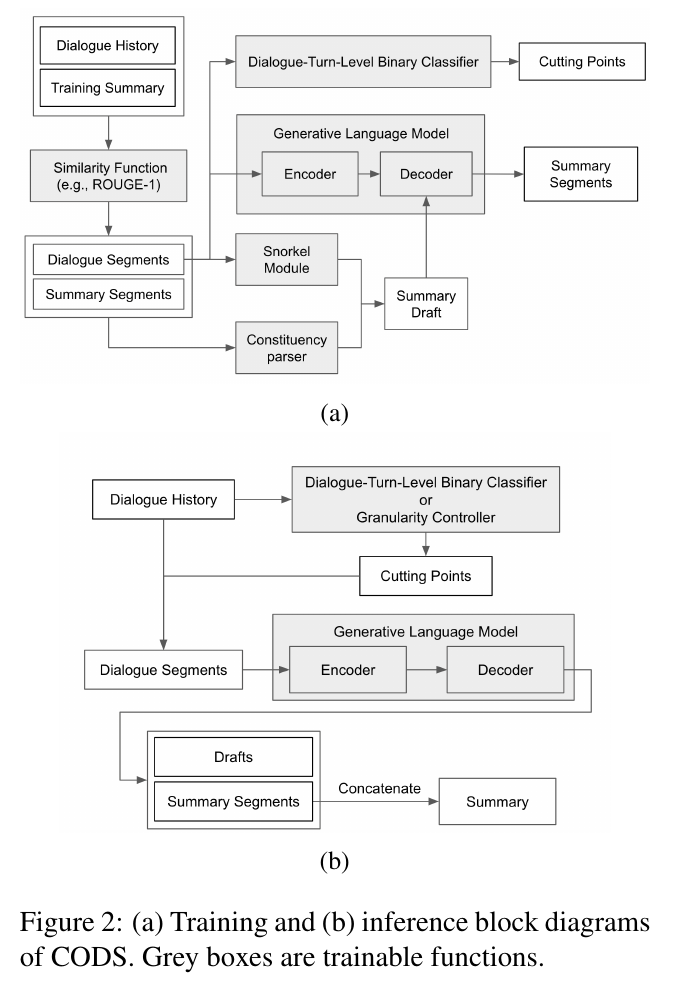 Dialogue History
Training Summary
Similarity Function
(e.g., ROUGE-1)
Dialogue Segments
Summary Segments
Dialogue-Turn-Level Binary Classifier
Cutting Points
Generative Language Model
Encoder
Decoder
Summary
Segments
Snorkel
Module
Constituency
parser
Summary
Draft
(a)
Dialogue History
Dialogue-Turn-Level Binary Classifier
or
Granularity Controller
Cutting Points
Dialogue Segments
Generative Language Model
Encoder
Decoder
Drafts
Summary Segments
Concatenate
Summary
(b)
Figure 2: (a) Training and (b) inference block diagrams
of CODS. Grey boxes are trainable functions.